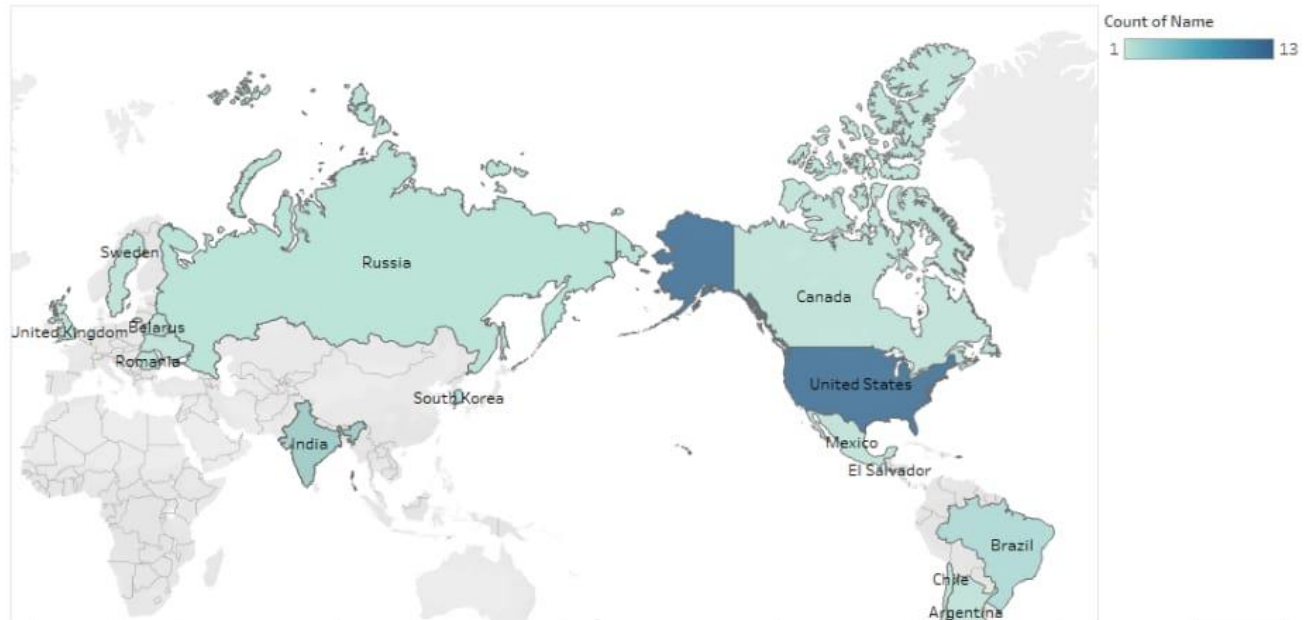 Count of Name
1 13
Sweden
Russia
Canada
United Kingdom
Belarus
Romania
United States
South Korea
India
Mexico
El Salvador
Brazil
Chile
Argentina